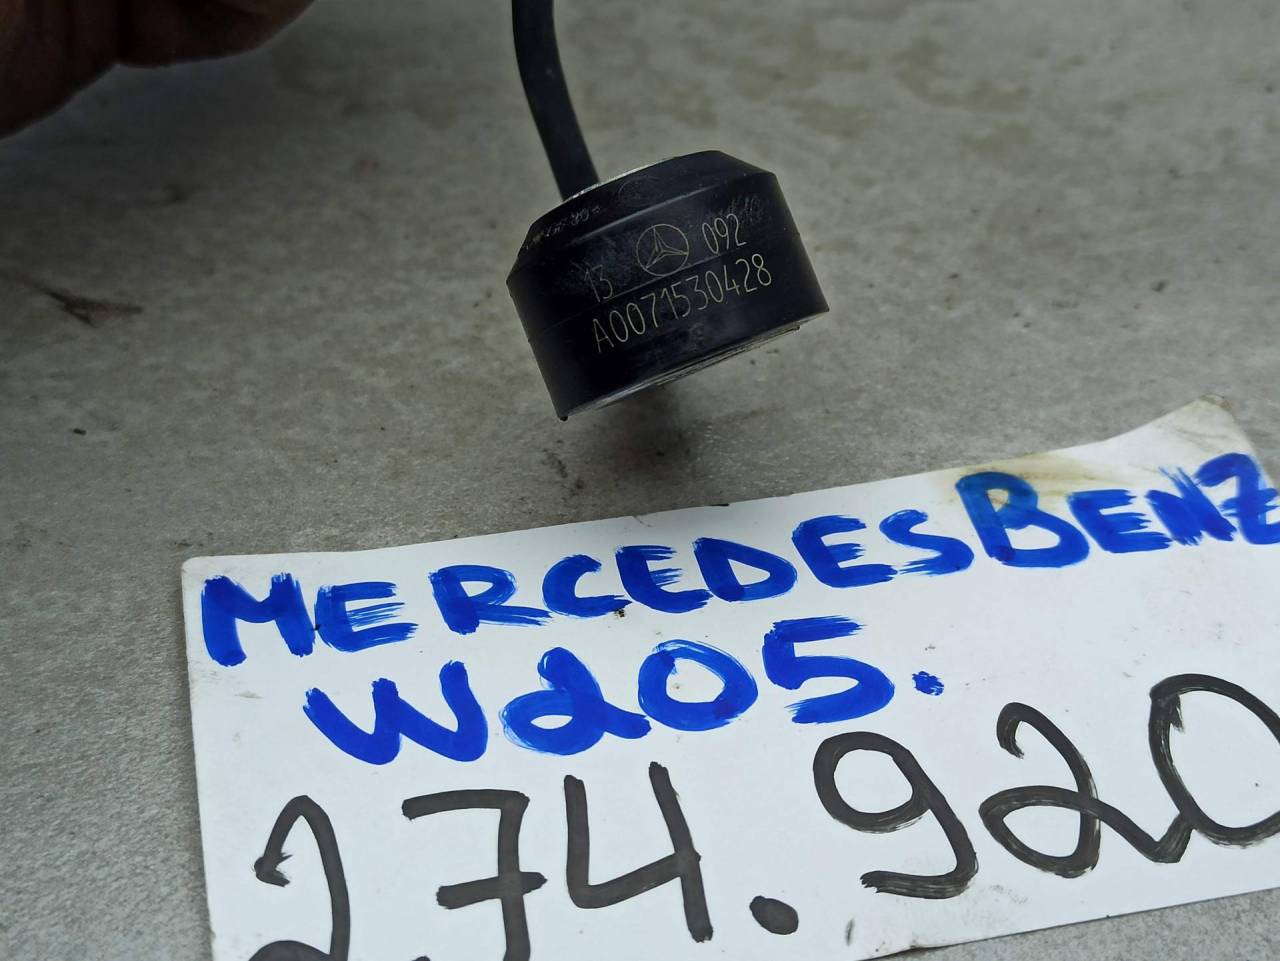 13 092
A0071530428
MERCEDESBENZ
W205.
274.920